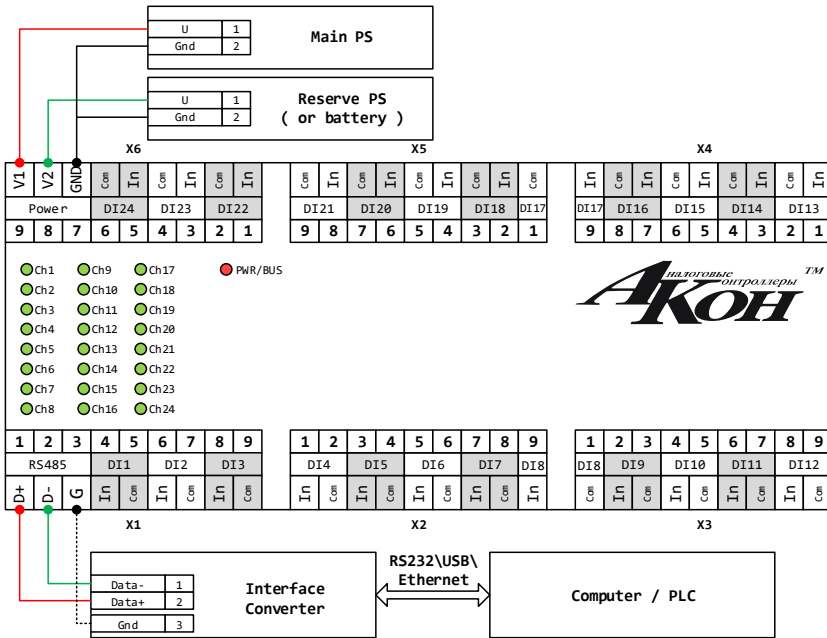 U 1
Gnd 2
Main PS
U 1
Gnd 2
Reserve PS
( or battery )
X6 X5 X4
V1 V2 GND Com In Com In Com In Com In Com In Com In Com In Com In Com In Com In Com In Com In
Power DI24 DI23 DI22 DI21 DI20 DI19 DI18 DI17 DI17 DI16 DI15 DI14 DI13
9 8 7 6 5 4 3 2 1 9 8 7 6 5 4 3 2 1 9 8 7 6 5 4 3 2 1
Ch1 Ch9 Ch17 PWR/BUS
Ch2 Ch10 Ch18
Ch3 Ch11 Ch19
Ch4 Ch12 Ch20
Ch5 Ch13 Ch21
Ch6 Ch14 Ch22
Ch7 Ch15 Ch23
Ch8 Ch16 Ch24
Аналоговые Контроллеры ™
АКОН
1 2 3 4 5 6 7 8 9 1 2 3 4 5 6 7 8 9 1 2 3 4 5 6 7 8 9
RS485 DI1 DI2 DI3 DI4 DI5 DI6 DI7 DI8 DI8 DI9 DI10 DI11 DI12
D+ D- G In Com In Com In Com In Com In Com In Com In Com In Com In Com In Com In Com In Com
X1 X2 X3
Data- 1
Data+ 2
Gnd 3
Interface
Converter
RS232\USB\
Ethernet
Computer / PLC